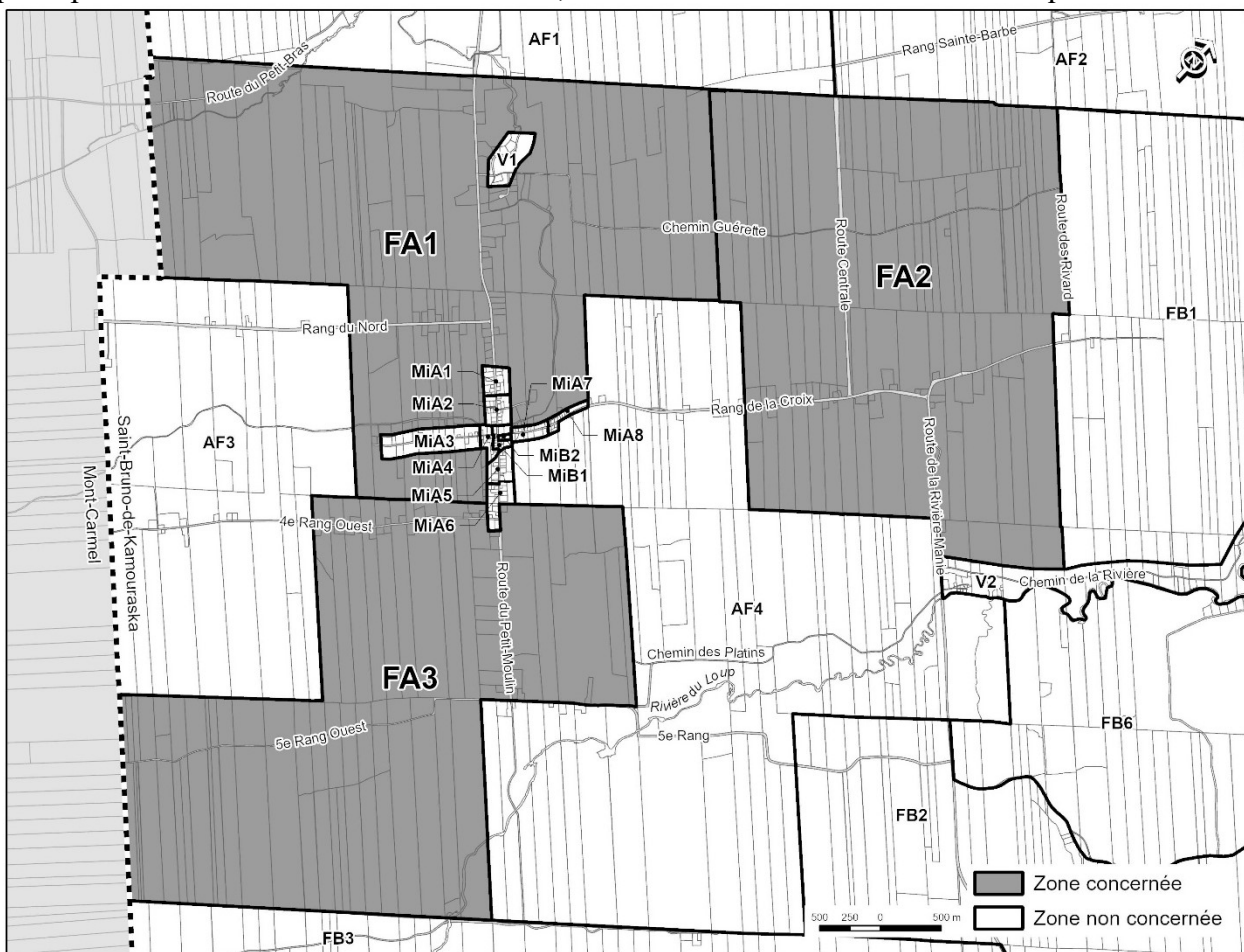 AF1
Rang Sainte-Barbe
AF2
Route du Petit-Bras
V1
Chemin Guérette
FA1
Route Centrale
FA2
Route des Rivard
FB1
Rang du Nord
MiA1
MiA2
MiA7
Rang de la Croix
MiA3
MiA8
AF3
MiA4
MiB2
MiB1
MiA5
MiA6
4e Rang Ouest
Saint-Bruno-de-Kamouraska
Mont-Carmel
Route de la Rivière-Manie
Route du Petit-Moulin
V2
Chemin de la Rivière
AF4
Chemin des Platins
FA3
Rivière du Loup
5e Rang Ouest
5e Rang
FB6
FB2
FB3
Zone concernée
Zone non concernée
500 250 0 500 m